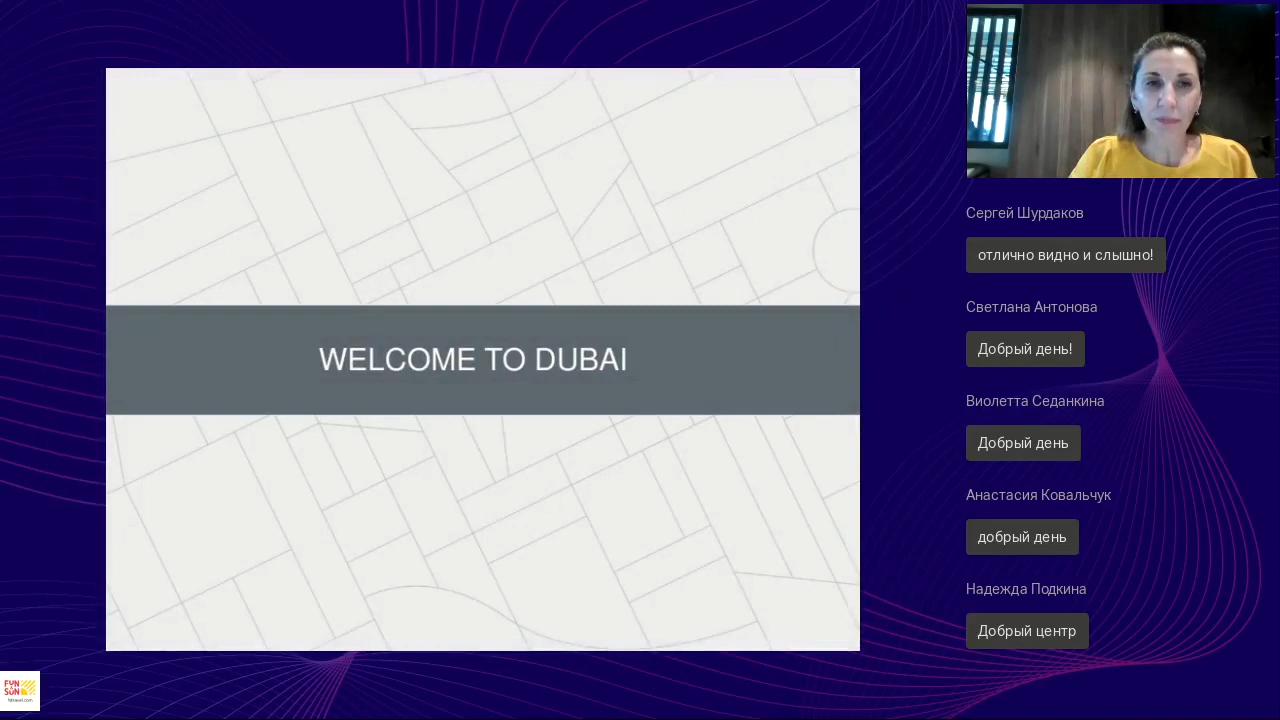 WELCOME TO DUBAI
Сергей Шурдаков
отлично видно и слышно!
Светлана Антонова
Добрый день!
Виолетта Седанкина
Добрый день
Анастасия Ковальчук
добрый день
Надежда Подкина
Добрый центр
FUN
SUN